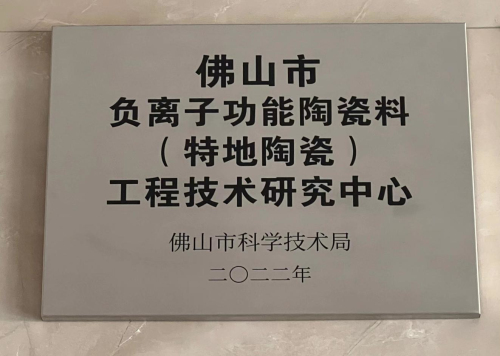 佛山市
负离子功能陶瓷料
（特地陶瓷）
工程技术研究中心
佛山市科学技术局
二〇二二年